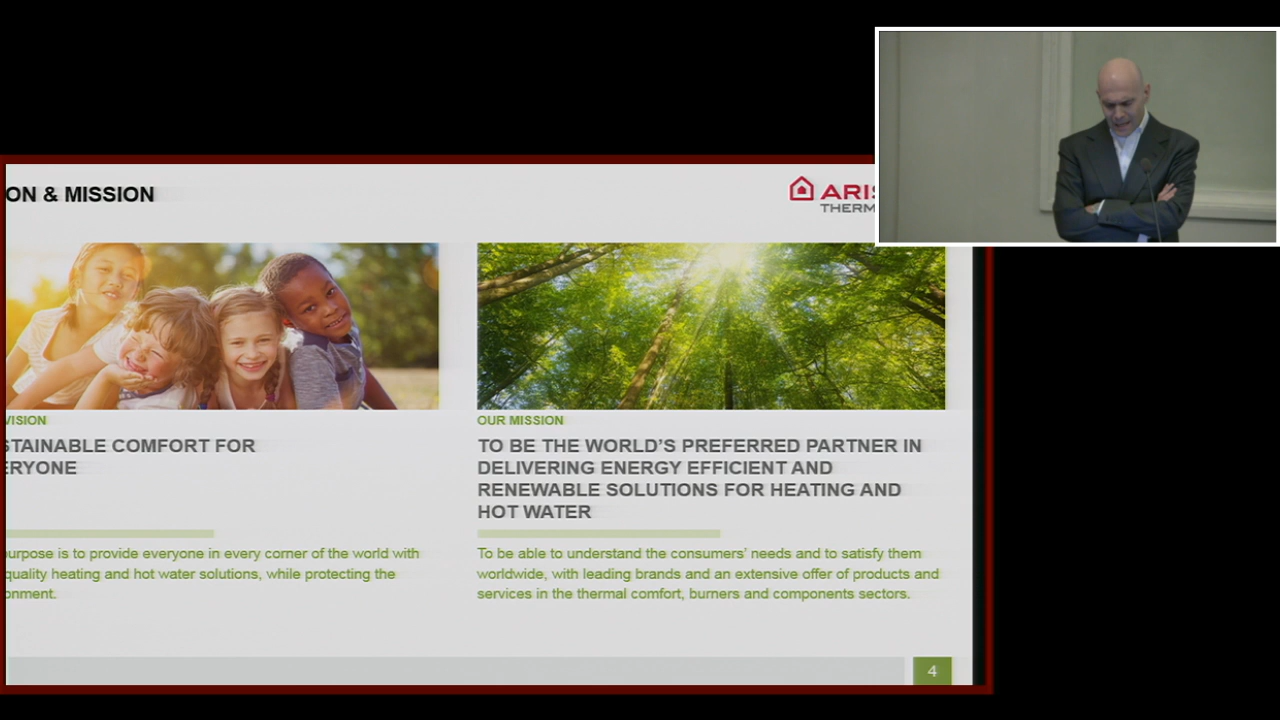 ON & MISSION
ARIS
THERM
VISION
OUR MISSION
STAINABLE COMFORT FOR
ERYONE
TO BE THE WORLD'S PREFERRED PARTNER IN
DELIVERING ENERGY EFFICIENT AND
RENEWABLE SOLUTIONS FOR HEATING AND
HOT WATER
urpose is to provide everyone in every corner of the world with
quality heating and hot water solutions, while protecting the
onment.
To be able to understand the consumers' needs and to satisfy them
worldwide, with leading brands and an extensive offer of products and
services in the thermal comfort, burners and components sectors.
4